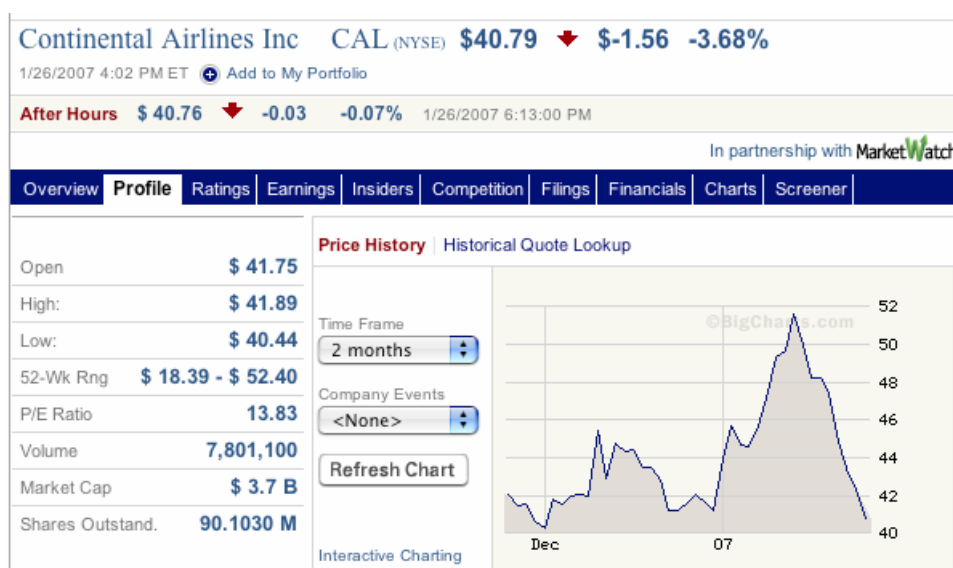 Continental Airlines Inc CAL (NYSE) $40.79 $-1.56 -3.68%
1/26/2007 4:02 PM ET Add to My Portfolio
After Hours $ 40.76 -0.03 -0.07% 1/26/2007 6:13:00 PM
In partnership with MarketWatch
Overview Profile Ratings Earnings Insiders Competition Filings Financials Charts Screener
Price History Historical Quote Lookup
Open $ 41.75
High: $ 41.89
Low: $ 40.44
52-Wk Rng $ 18.39 - $ 52.40
P/E Ratio 13.83
Volume 7,801,100
Market Cap $ 3.7 B
Shares Outstand. 90.1030 M
Time Frame
2 months
Company Events
<None>
Refresh Chart
Interactive Charting
©BigCharts.com
52
50
48
46
44
42
40
Dec 07